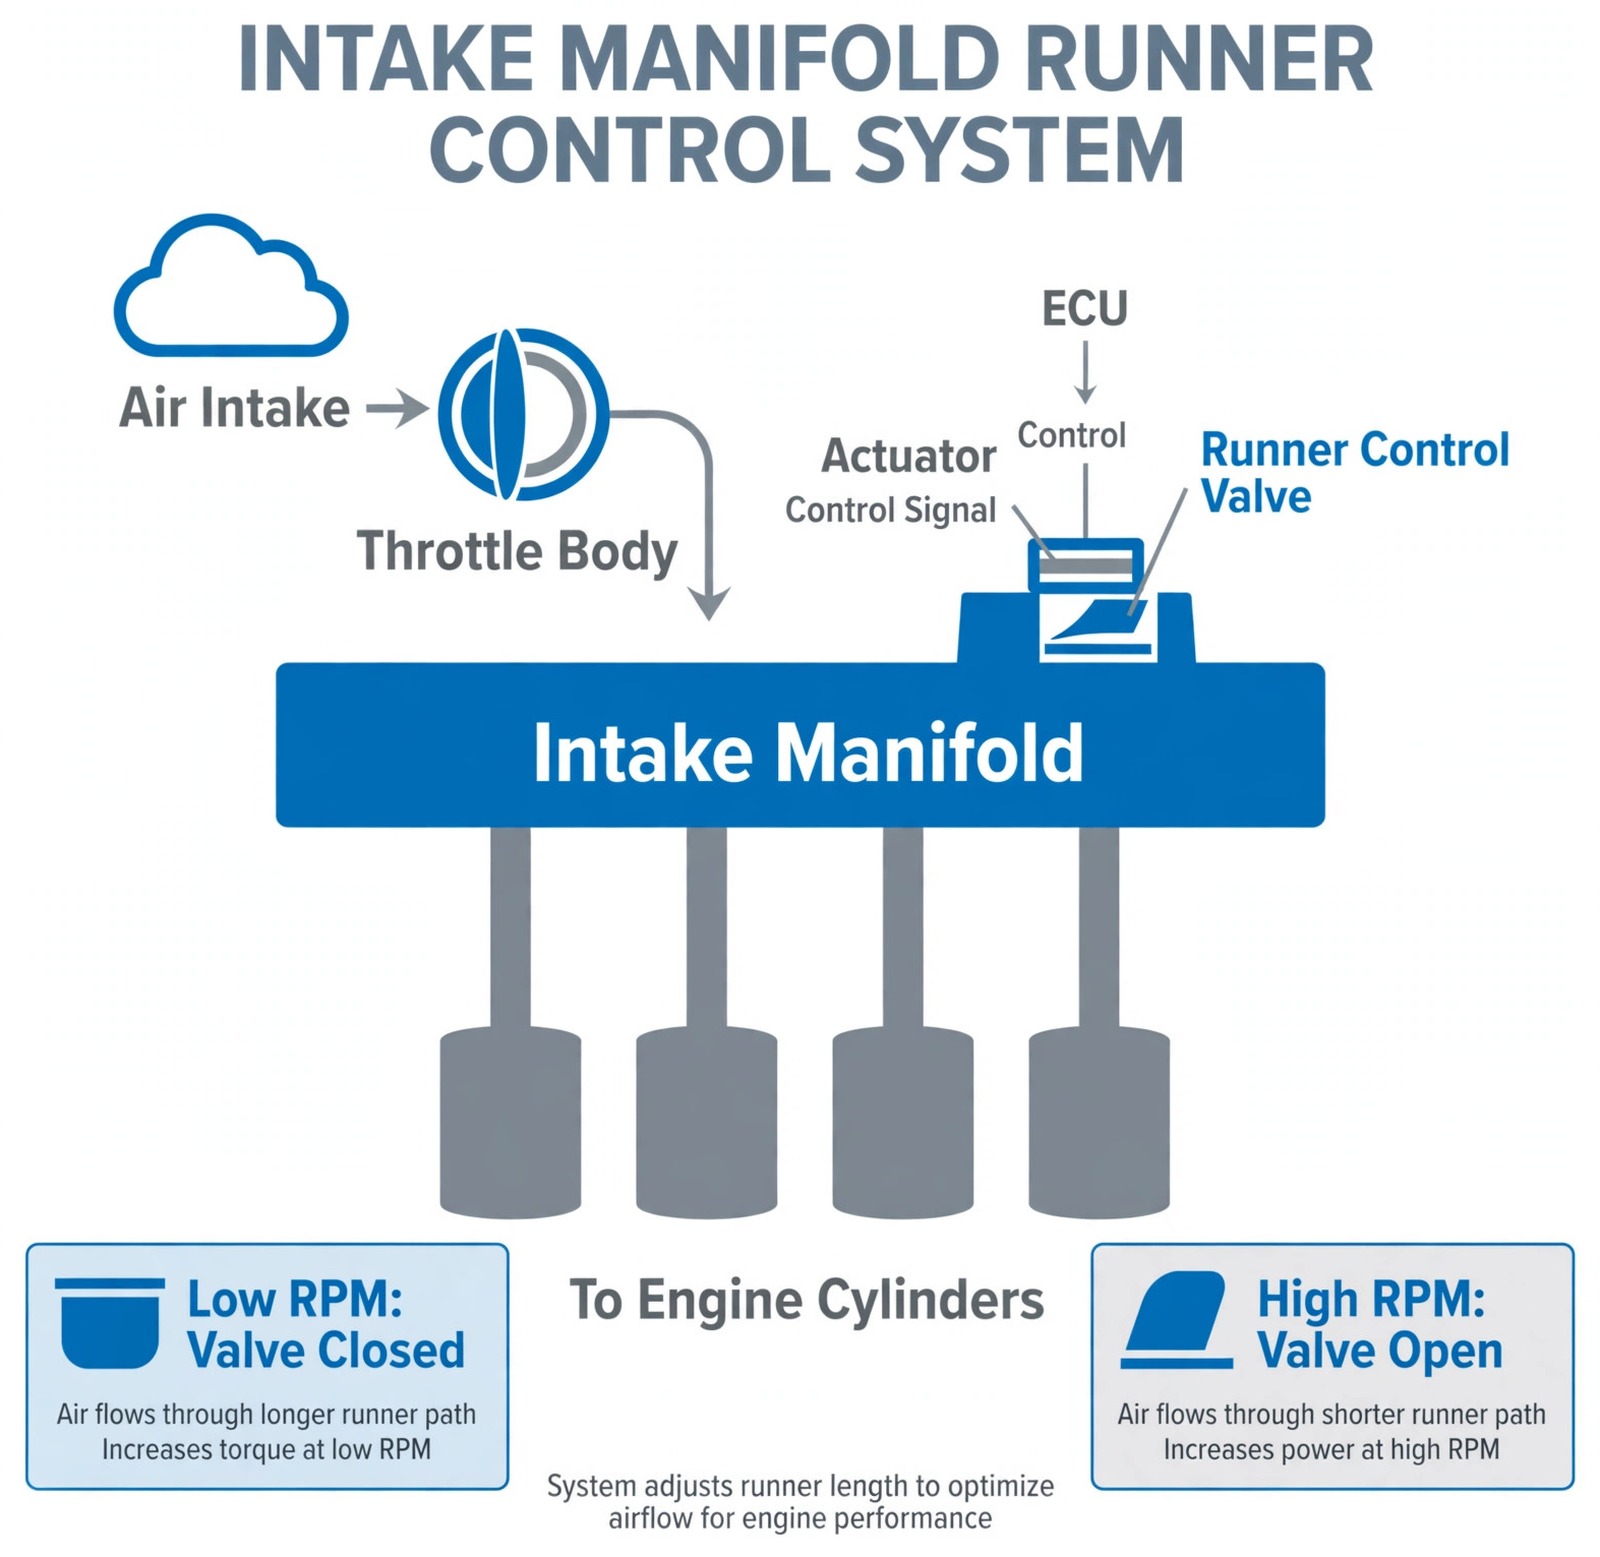 INTAKE MANIFOLD RUNNER
CONTROL SYSTEM
Air Intake
Throttle Body
ECU
Control
Actuator
Control Signal
Runner Control
Valve
Intake Manifold
To Engine Cylinders
Low RPM:
Valve Closed
Air flows through longer runner path
Increases torque at low RPM
High RPM:
Valve Open
Air flows through shorter runner path
Increases power at high RPM
System adjusts runner length to optimize
airflow for engine performance